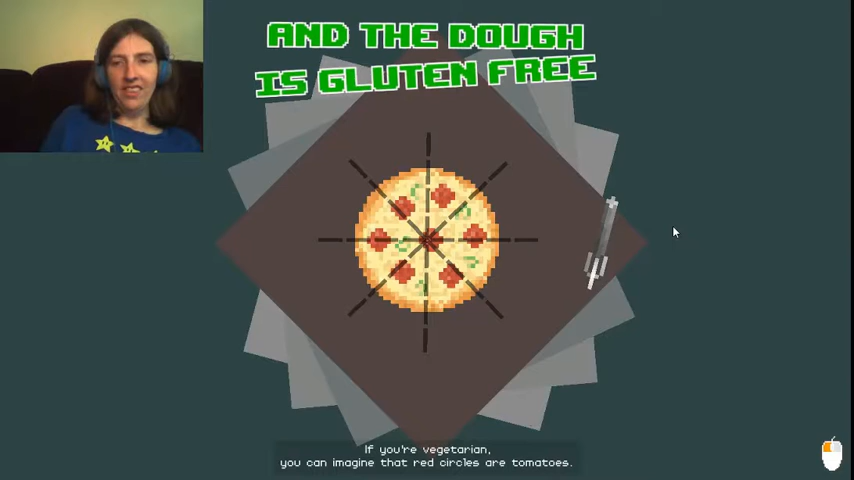 AND THE DOUGH
IS GLUTEN FREE
If you're vegetarian,
you can imagine that red circles are tomatoes.